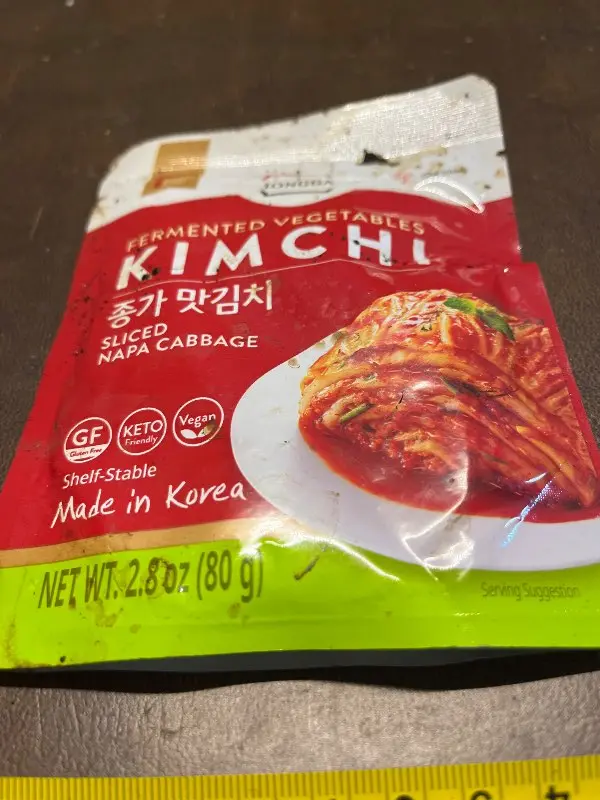 FERMENTED VEGETABLES
KIMCHI
종가 맛김치
SLICED
NAPA CABBAGE
GF
Gluten Free
KETO
Friendly
Vegan
Shelf-Stable
Made in Korea
NET WT. 2.8 oz (80 g)
Serving Suggestion